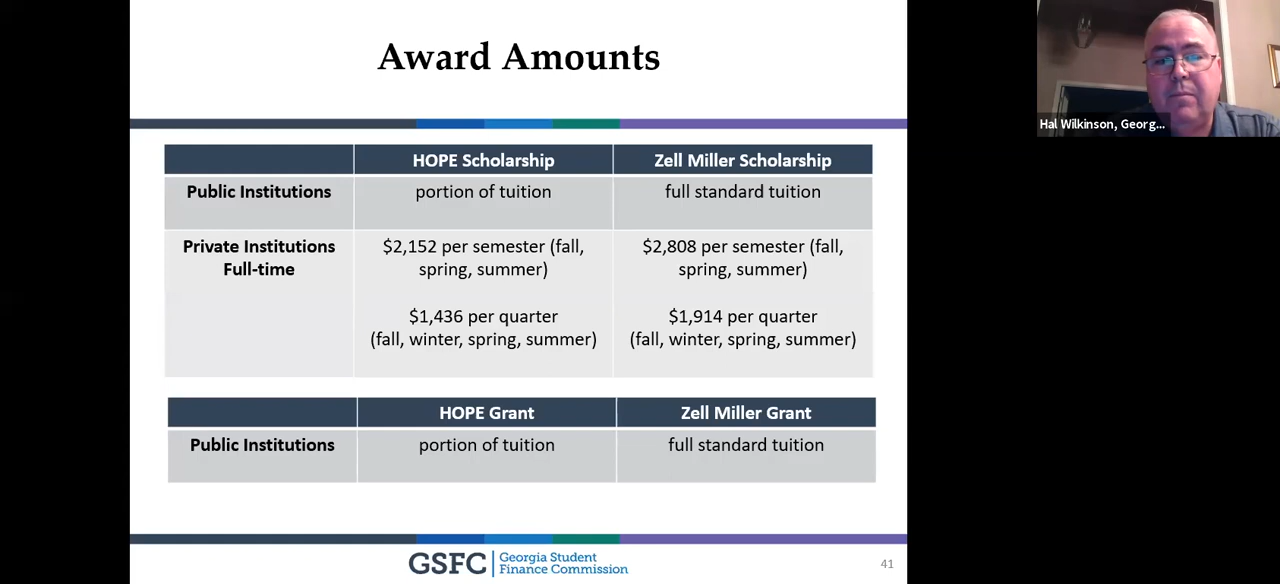 Award Amounts
HOPE Scholarship Zell Miller Scholarship
Public Institutions portion of tuition full standard tuition
Private Institutions $2,152 per semester (fall, $2,808 per semester (fall,
Full-time spring, summer) spring, summer)
$1,436 per quarter $1,914 per quarter
(fall, winter, spring, summer) (fall, winter, spring, summer)
HOPE Grant Zell Miller Grant
Public Institutions portion of tuition full standard tuition
GSFC Georgia Student
Finance Commission
41
Hal Wilkinson, Georg...